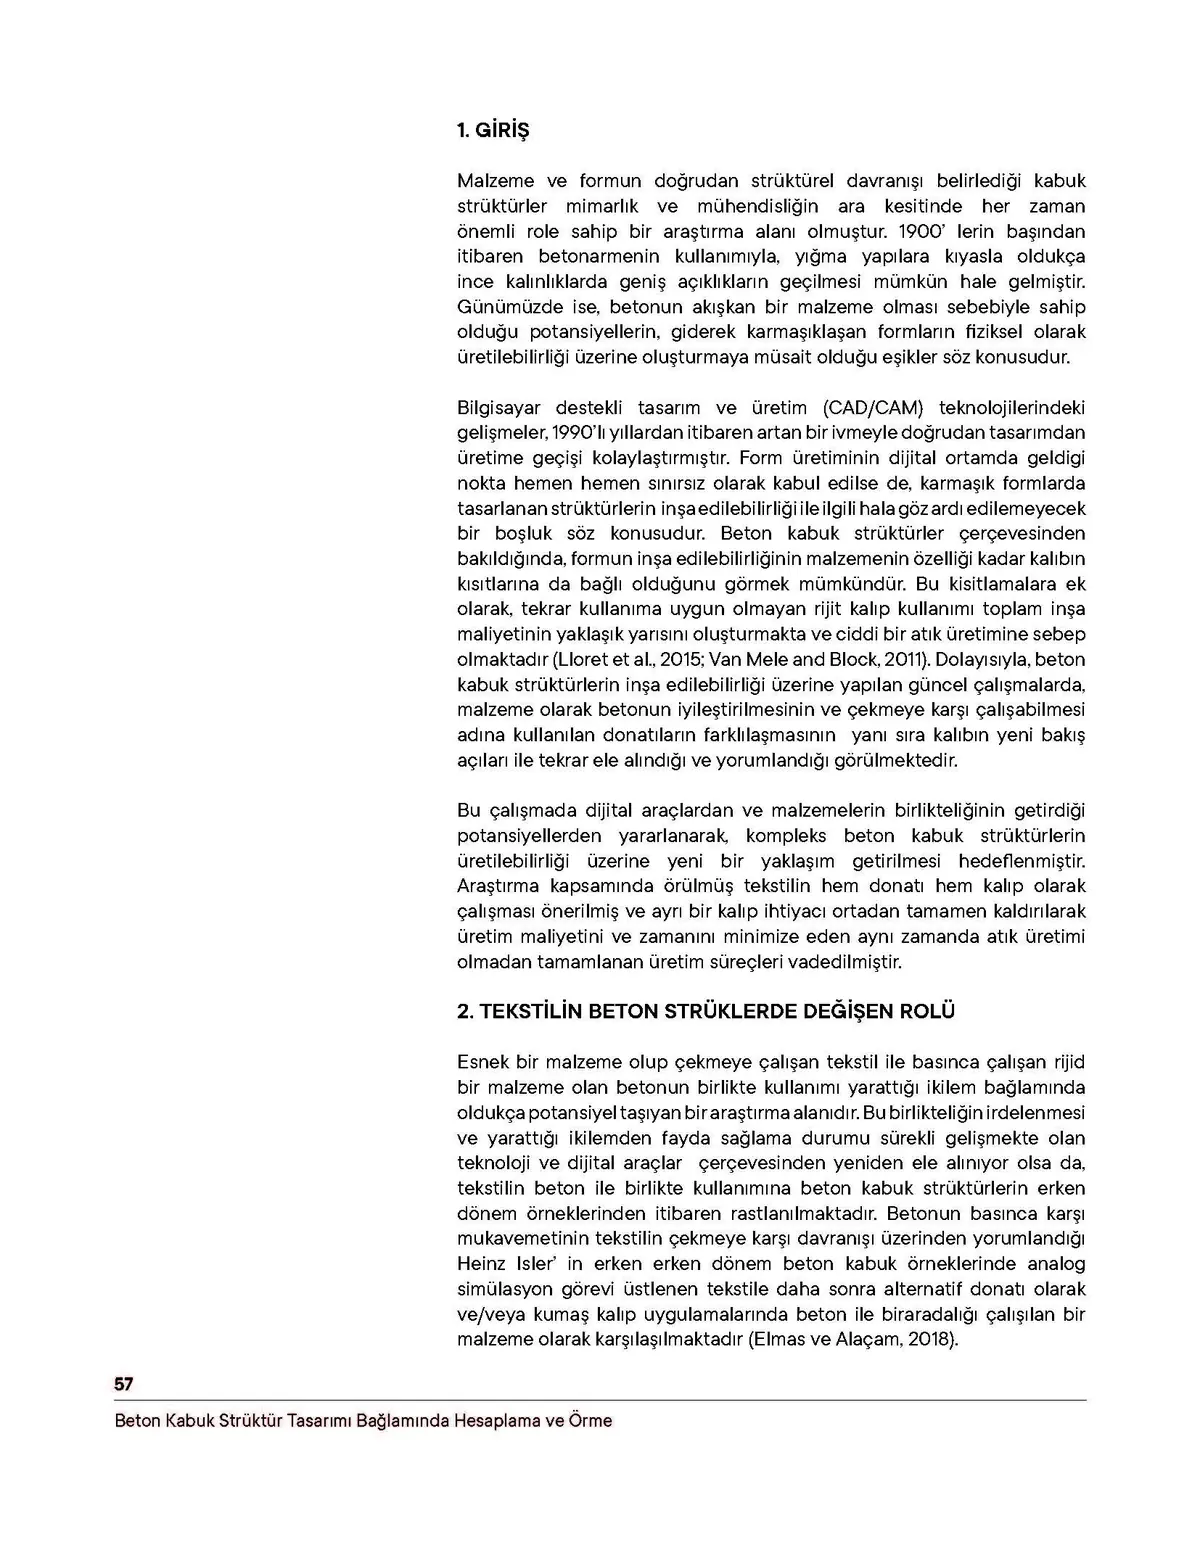 1. GİRİŞ
Malzeme ve formun doğrudan strüktürel davranışı belirlediği kabuk
strüktürler mimarlık ve mühendisliğin ara kesitinde her zaman
önemli role sahip bir araştırma alanı olmuştur. 1900' lerin başından
itibaren betonarmenin kullanımıyla, yığma yapılara kıyasla oldukça
ince kalınlıklarda geniş açıklıkların geçilmesi mümkün hale gelmiştir.
Günümüzde ise, betonun akışkan bir malzeme olması sebebiyle sahip
olduğu potansiyellerin, giderek karmaşıklaşan formların fiziksel olarak
üretilebilirliği üzerine oluşturmaya müsait olduğu eşikler söz konusudur.
Bilgisayar destekli tasarım ve üretim (CAD/CAM) teknolojilerindeki
gelişmeler, 1990'lı yıllardan itibaren artan bir ivmeyle doğrudan tasarımdan
üretime geçişi kolaylaştırmıştır. Form üretiminin dijital ortamda geldigi
nokta hemen hemen sınırsız olarak kabul edilse de, karmaşık formlarda
tasarlanan strüktürlerin inşa edilebilirliği ile ilgili hala göz ardı edilemeyecek
bir boşluk söz konusudur. Beton kabuk strüktürler çerçevesinden
bakıldığında, formun inşa edilebilirliğinin malzemenin özelliği kadar kalıbın
kısıtlarına da bağlı olduğunu görmek mümkündür. Bu kisitlamalara ek
olarak, tekrar kullanıma uygun olmayan rijit kalıp kullanımı toplam inşa
maliyetinin yaklaşık yarısını oluşturmakta ve ciddi bir atık üretimine sebep
olmaktadır (Lloret et al., 2015; Van Mele and Block, 2011). Dolayısıyla, beton
kabuk strüktürlerin inşa edilebilirliği üzerine yapılan güncel çalışmalarda,
malzeme olarak betonun iyileştirilmesinin ve çekmeye karşı çalışabilmesi
adına kullanılan donatıların farklılaşmasının yanı sıra kalıbın yeni bakış
açıları ile tekrar ele alındığı ve yorumlandığı görülmektedir.
Bu çalışmada dijital araçlardan ve malzemelerin birlikteliğinin getirdiği
potansiyellerden yararlanarak, kompleks beton kabuk strüktürlerin
üretilebilirliği üzerine yeni bir yaklaşım getirilmesi hedeflenmiştir.
Araştırma kapsamında örülmüş tekstilin hem donatı hem kalıp olarak
çalışması önerilmiş ve ayrı bir kalıp ihtiyacı ortadan tamamen kaldırılarak
üretim maliyetini ve zamanını minimize eden aynı zamanda atık üretimi
olmadan tamamlanan üretim süreçleri vadedilmiştir.
2. TEKSTİLİN BETON STRÜKLERDE DEĞİŞEN ROLÜ
Esnek bir malzeme olup çekmeye çalışan tekstil ile basınca çalışan rijid
bir malzeme olan betonun birlikte kullanımı yarattığı ikilem bağlamında
oldukça potansiyel taşıyan bir araştırma alanıdır. Bu birlikteliğin irdelenmesi
ve yarattığı ikilemden fayda sağlama durumu sürekli gelişmekte olan
teknoloji ve dijital araçlar çerçevesinden yeniden ele alınıyor olsa da,
tekstilin beton ile birlikte kullanımına beton kabuk strüktürlerin erken
dönem örneklerinden itibaren rastlanılmaktadır. Betonun basınca karşı
mukavemetinin tekstilin çekmeye karşı davranışı üzerinden yorumlandığı
Heinz Isler' in erken erken dönem beton kabuk örneklerinde analog
simülasyon görevi üstlenen tekstile daha sonra alternatif donatı olarak
ve/veya kumaş kalıp uygulamalarında beton ile biraradalığı çalışılan bir
malzeme olarak karşılaşılmaktadır (Elmas ve Alaçam, 2018).
57
Beton Kabuk Strüktür Tasarımı Bağlamında Hesaplama ve Örme